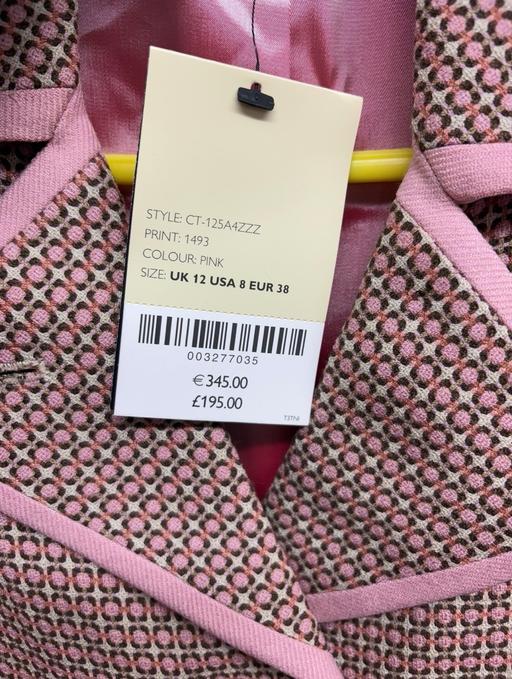 STYLE: CT-125A4ZZZ
PRINT: 1493
COLOUR: PINK
SIZE: UK 12 USA 8 EUR 38
003277035
€345.00
£195.00